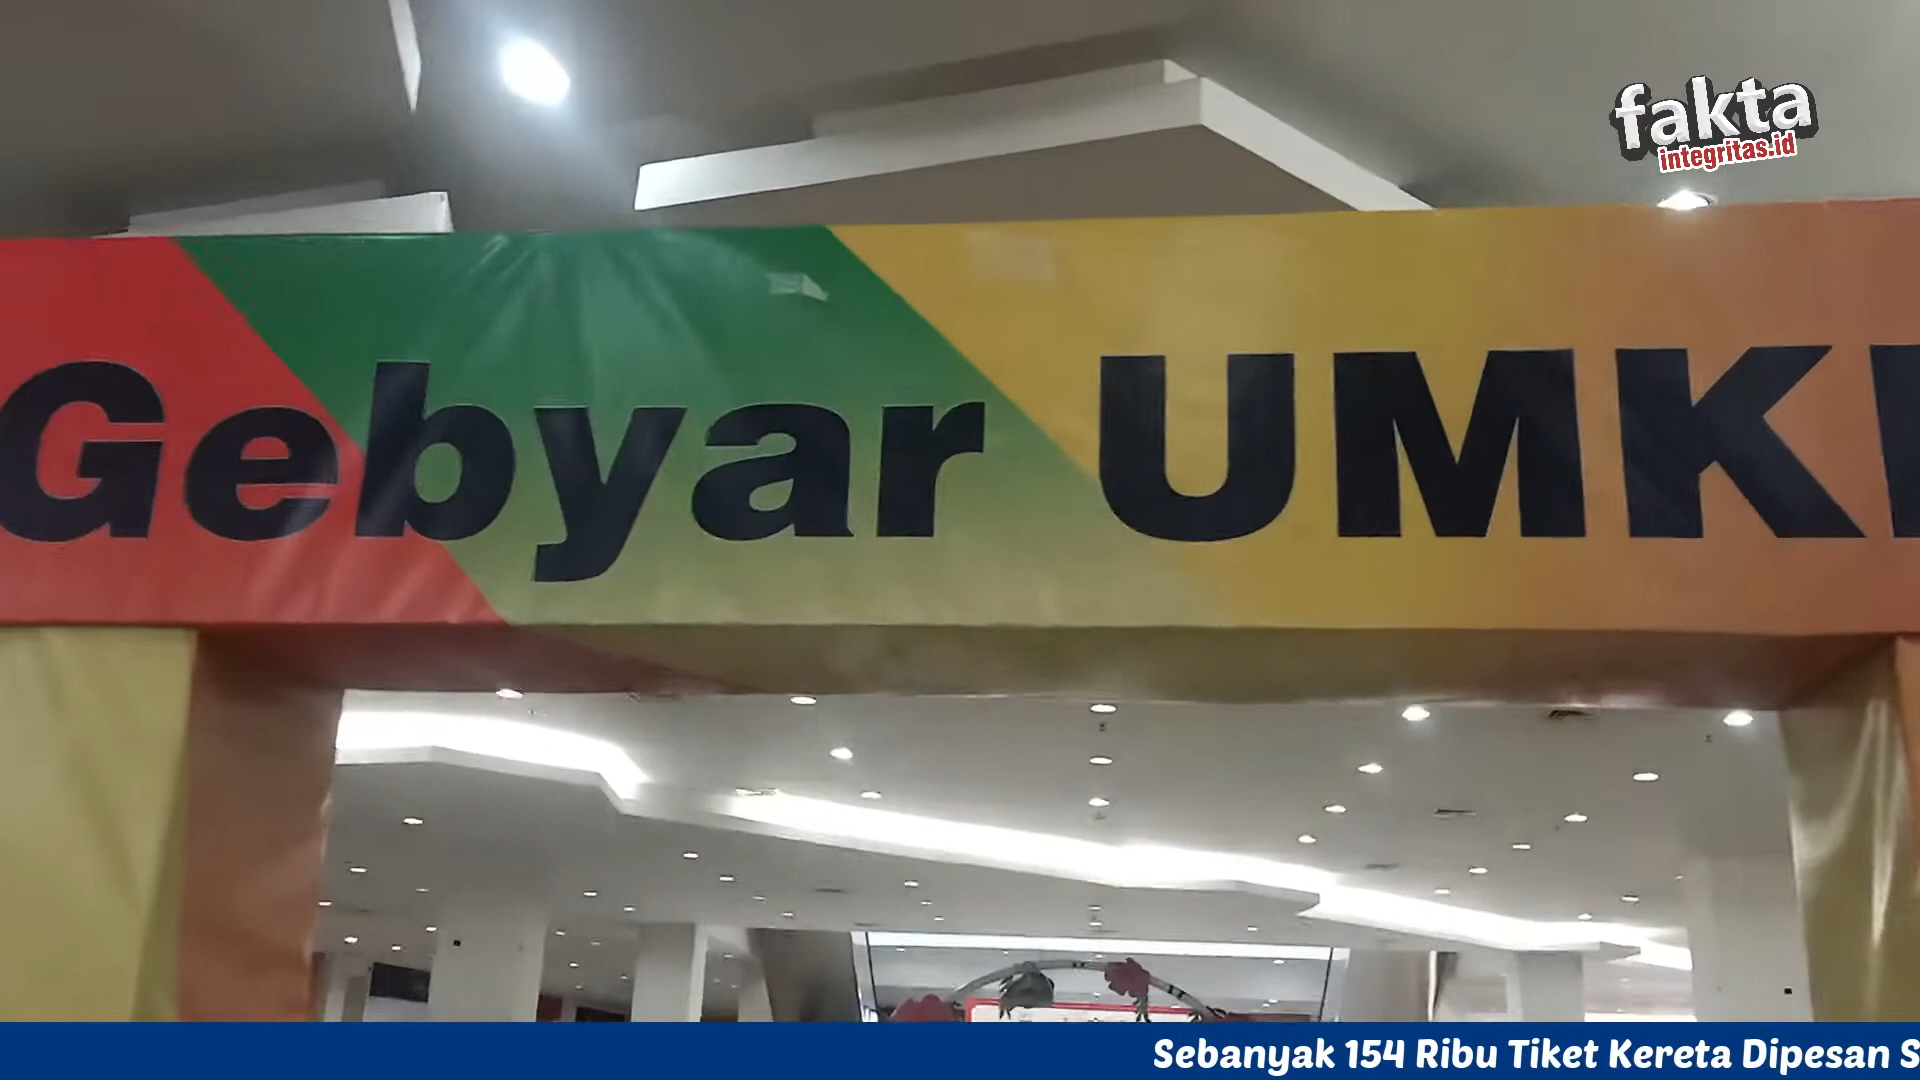 fakta
integritas.id
Gebyar UMK
Sebanyak 154 Ribu Tiket Kereta Dipesan S